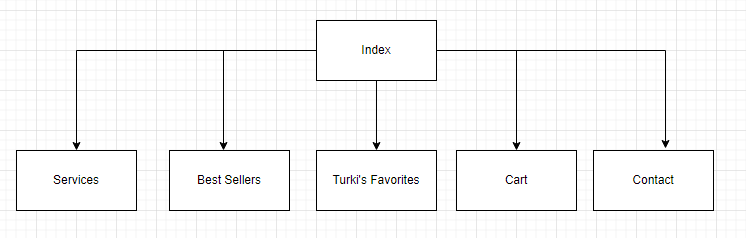 Index
Services
Best Sellers
Turki's Favorites
Cart
Contact